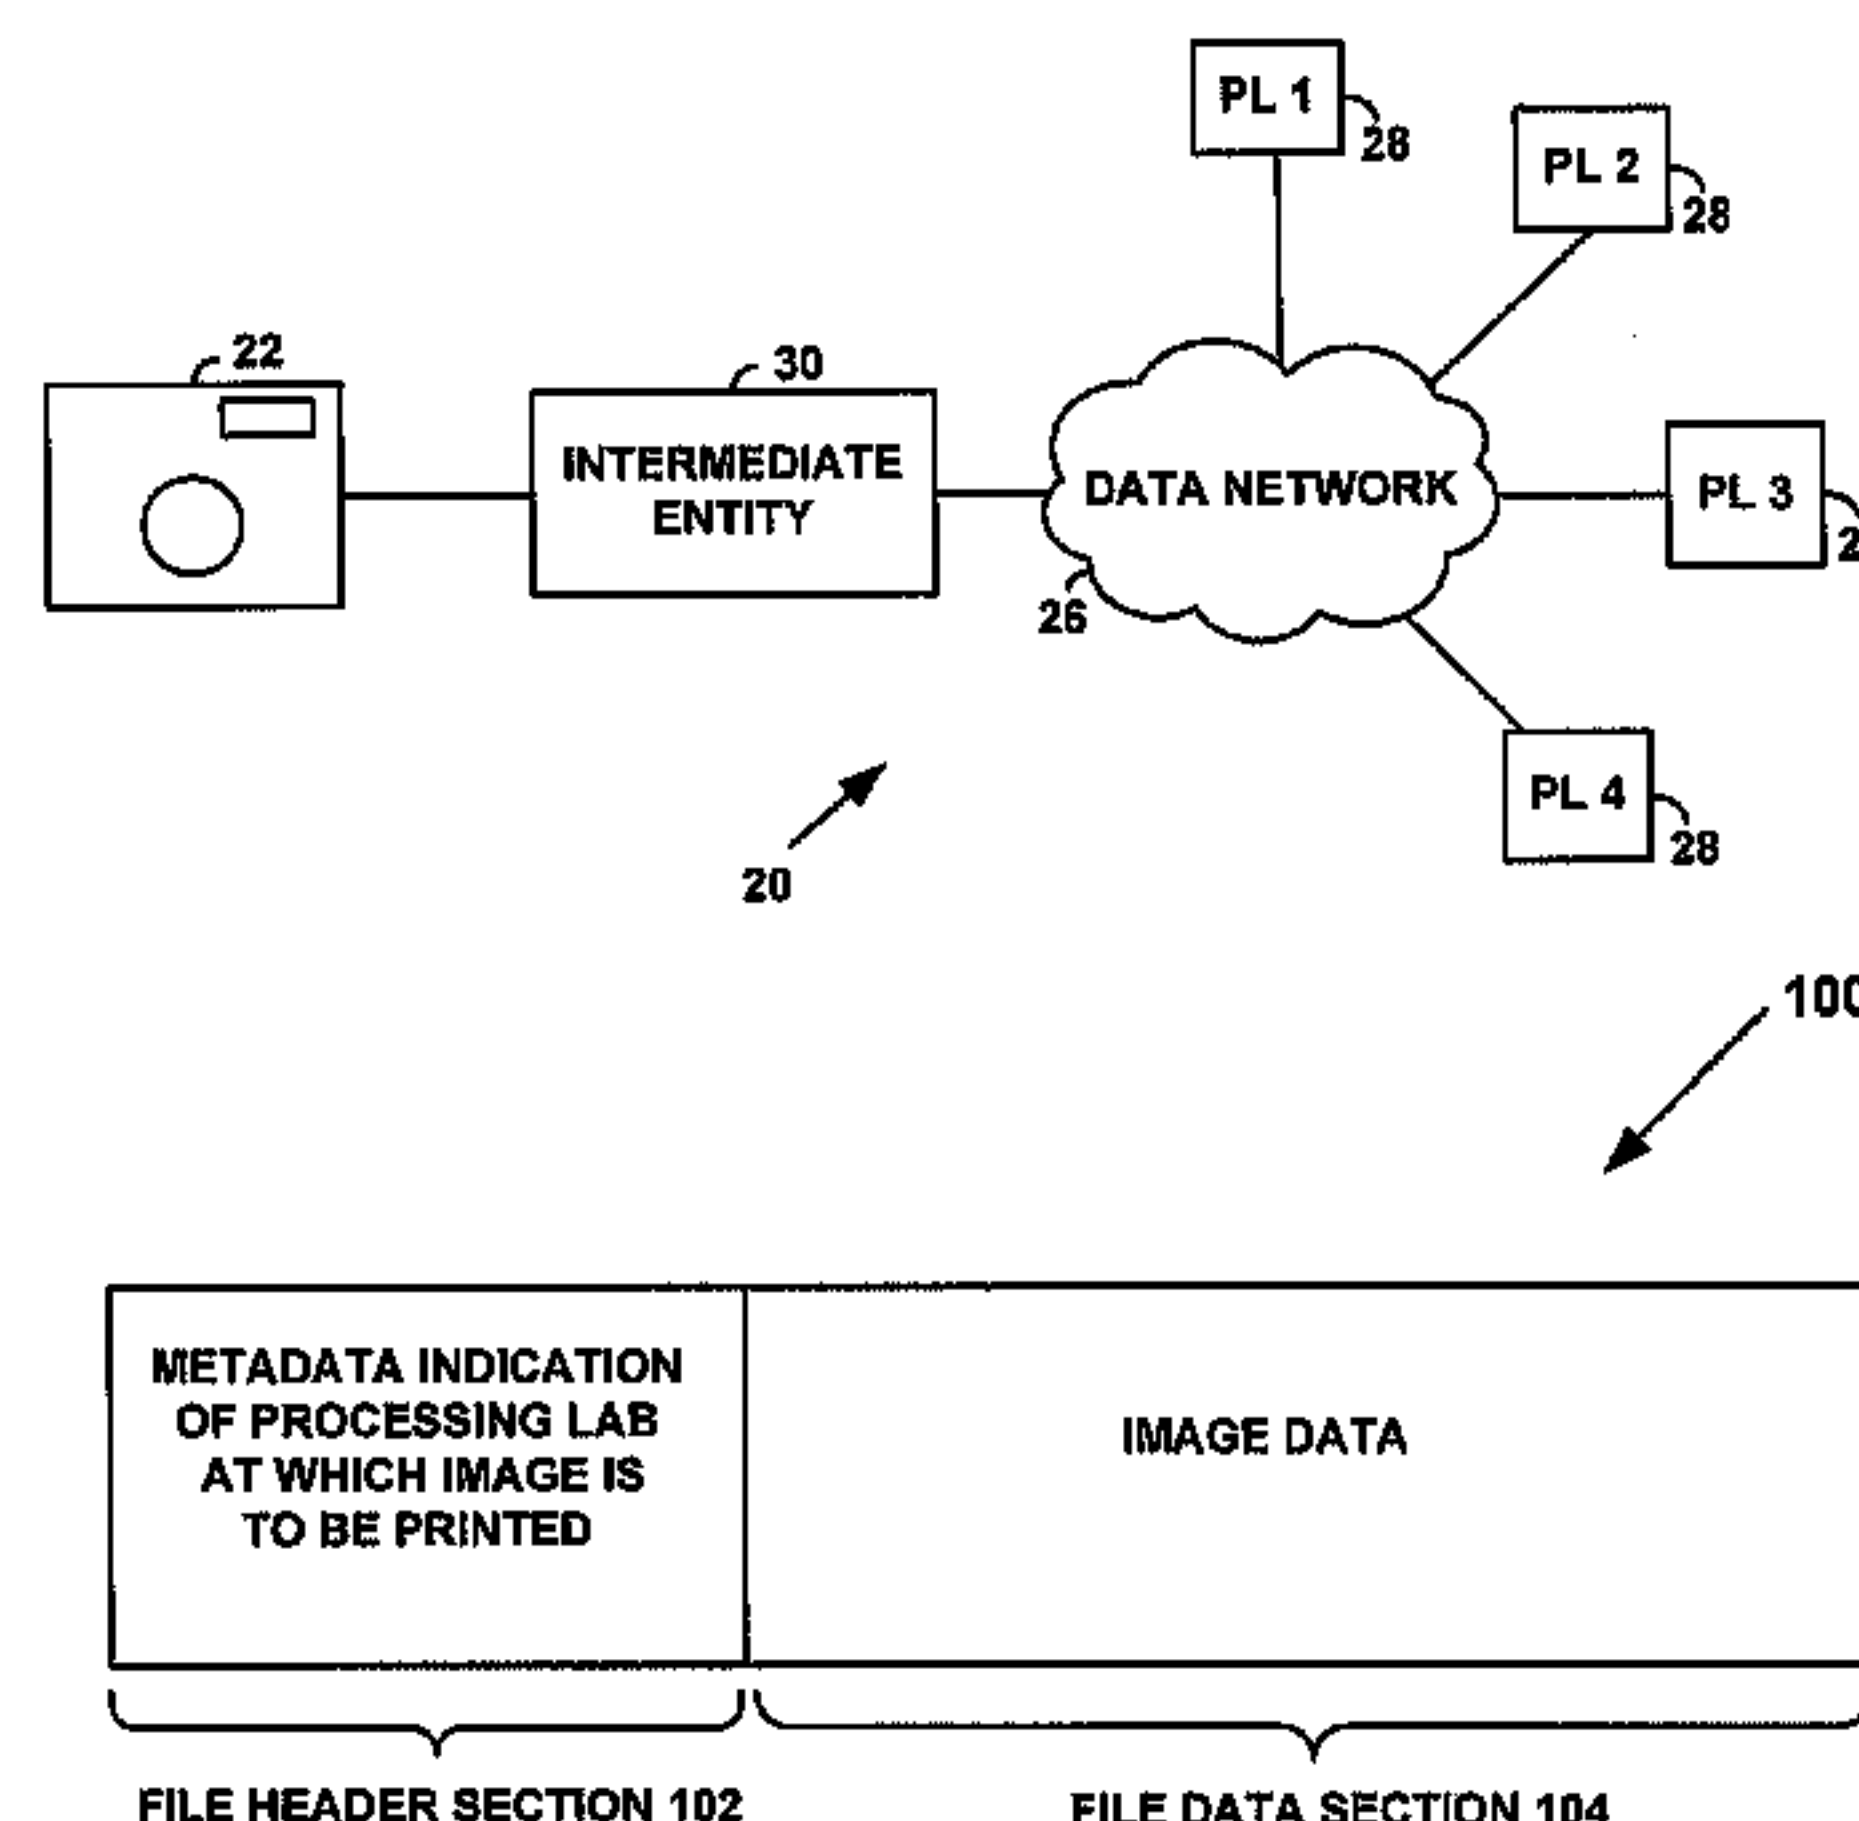 PL 1
28
PL 2
28
22
30
INTERMEDIATE
ENTITY
DATA NETWORK
PL 3
26
PL 4
28
20
100
METADATA INDICATION
OF PROCESSING LAB
AT WHICH IMAGE IS
TO BE PRINTED
IMAGE DATA
FILE HEADER SECTION 102
FILE DATA SECTION 104